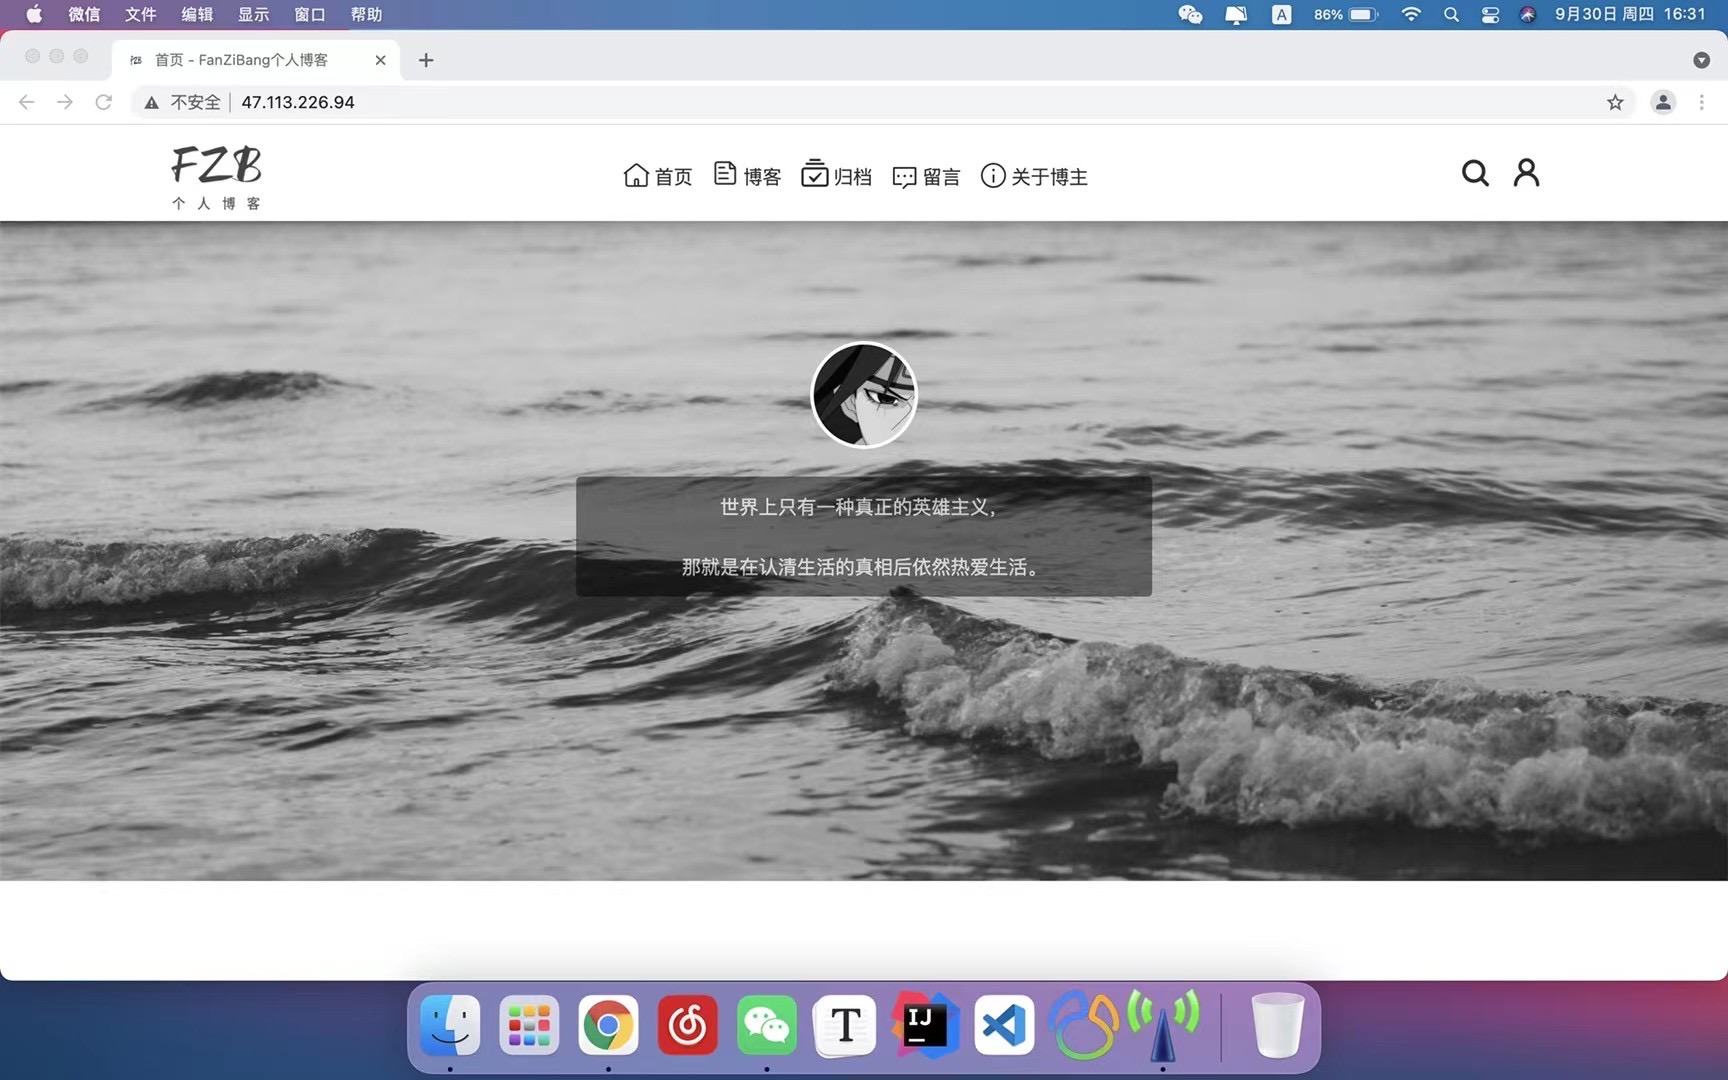 微信 文件 编辑 显示 窗口 帮助 A 86% 9月30日 周四 16:31
FZB 首页 - FanZiBang个人博客
不安全 47.113.226.94
FZB
个人博客
首页 博客 归档 留言 关于博主
世界上只有一种真正的英雄主义，
那就是在认清生活的真相后依然热爱生活。
T IJ